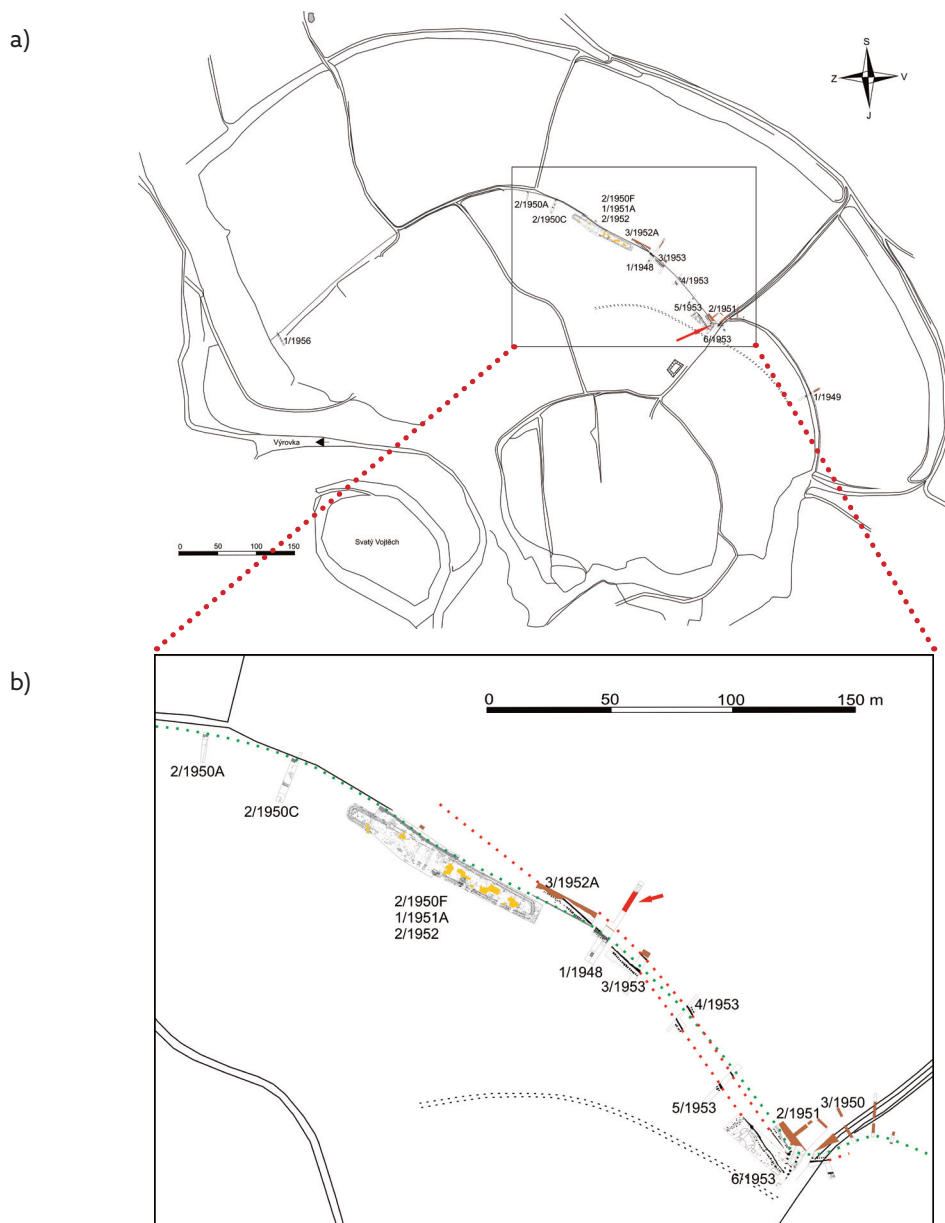 a)
S
Z V
J
2/1950A
2/1950C
2/1950F
1/1951A
2/1952
3/1952A
3/1953
1/1948
4/1953
5/1953
2/1951
6/1953
1/1956
1/1949
Výrovka
0 50 100 150
Svatý Vojtěch
b)
0 50 100 150 m
2/1950A
2/1950C
3/1952A
2/1950F
1/1951A
2/1952
1/1948
3/1953
4/1953
5/1953
2/1951
3/1950
6/1953